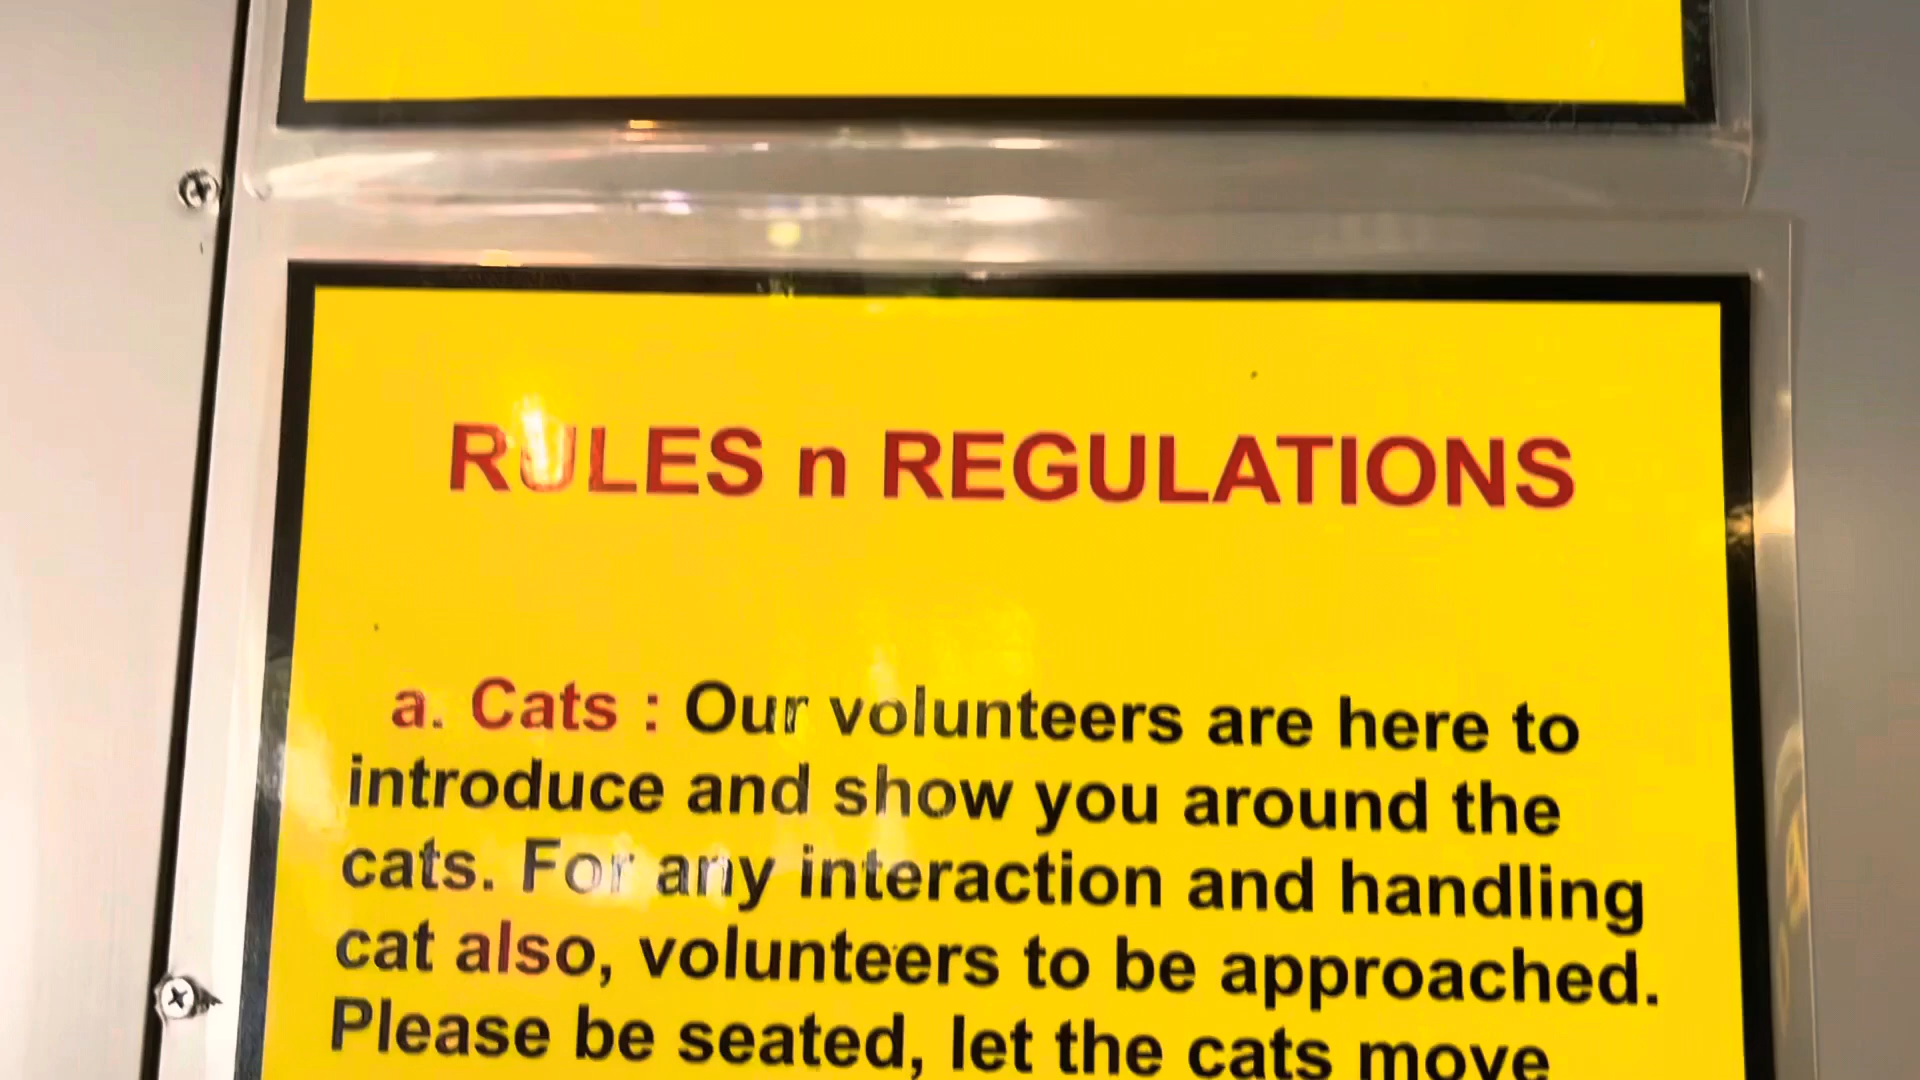 RULES n REGULATIONS
a. Cats : Our volunteers are here to
introduce and show you around the
cats. For any interaction and handling
cat also, volunteers to be approached.
Please be seated, let the cats move